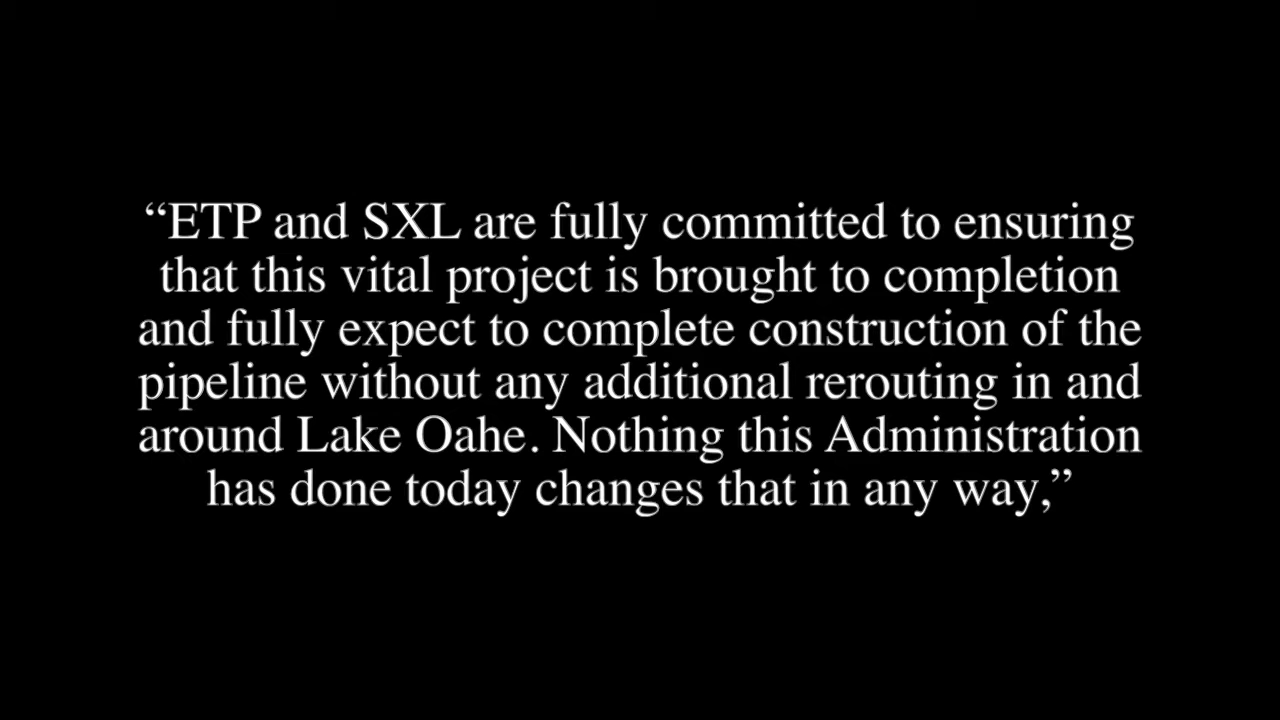 “ETP and SXL are fully committed to ensuring
that this vital project is brought to completion
and fully expect to complete construction of the
pipeline without any additional rerouting in and
around Lake Oahe. Nothing this Administration
has done today changes that in any way,”